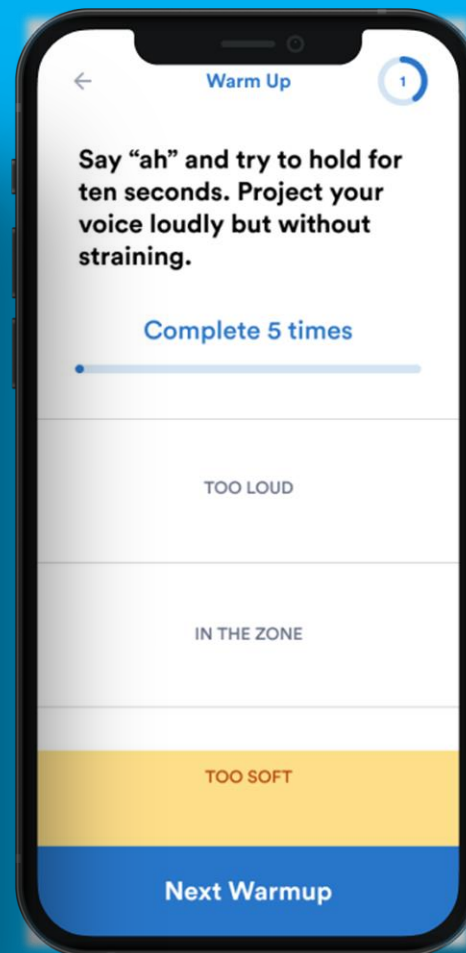 Warm Up
1
Say “ah” and try to hold for
ten seconds. Project your
voice loudly but without
straining.
Complete 5 times
TOO LOUD
IN THE ZONE
TOO SOFT
Next Warmup